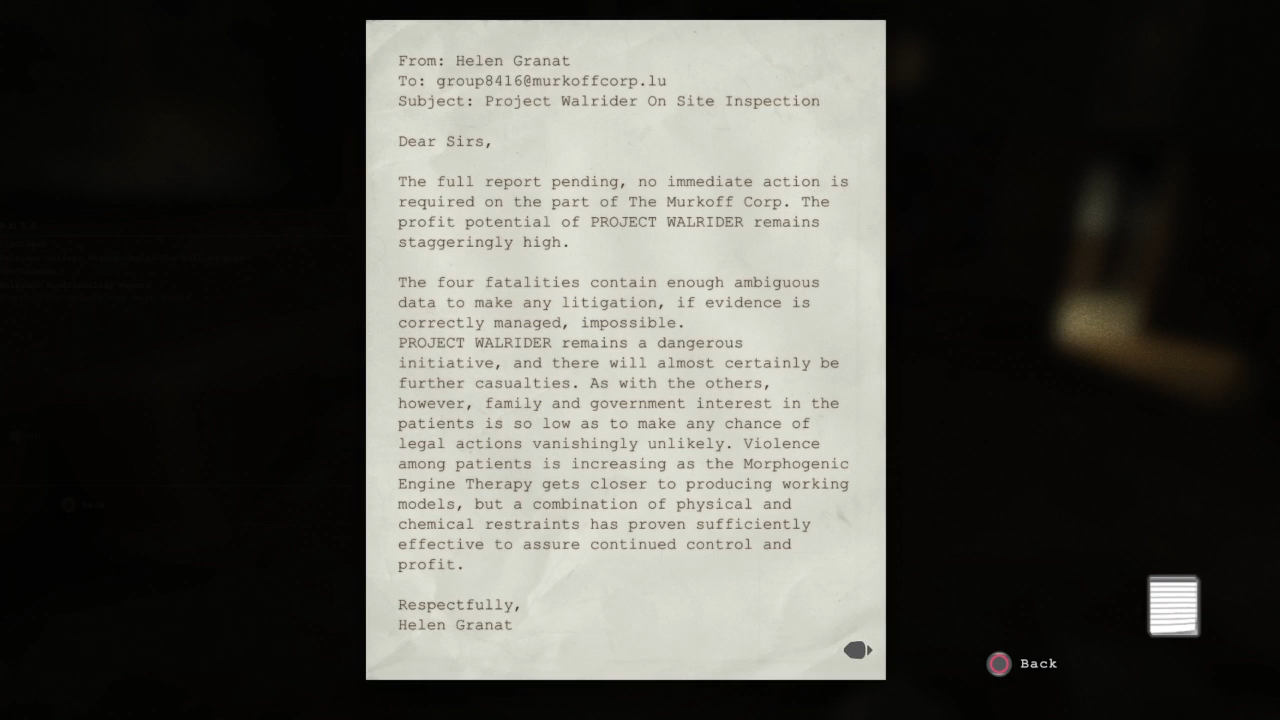 From: Helen Granat
To: group8416@murkoffcorp.lu
Subject: Project Walrider On Site Inspection
Dear Sirs,
The full report pending, no immediate action is
required on the part of The Murkoff Corp. The
profit potential of PROJECT WALRIDER remains
staggeringly high.
The four fatalities contain enough ambiguous
data to make any litigation, if evidence is
correctly managed, impossible.
PROJECT WALRIDER remains a dangerous
initiative, and there will almost certainly be
further casualties. As with the others,
however, family and government interest in the
patients is so low as to make any chance of
legal actions vanishingly unlikely. Violence
among patients is increasing as the Morphogenic
Engine Therapy gets closer to producing working
models, but a combination of physical and
chemical restraints has proven sufficiently
effective to assure continued control and
profit.
Respectfully,
Helen Granat
Back